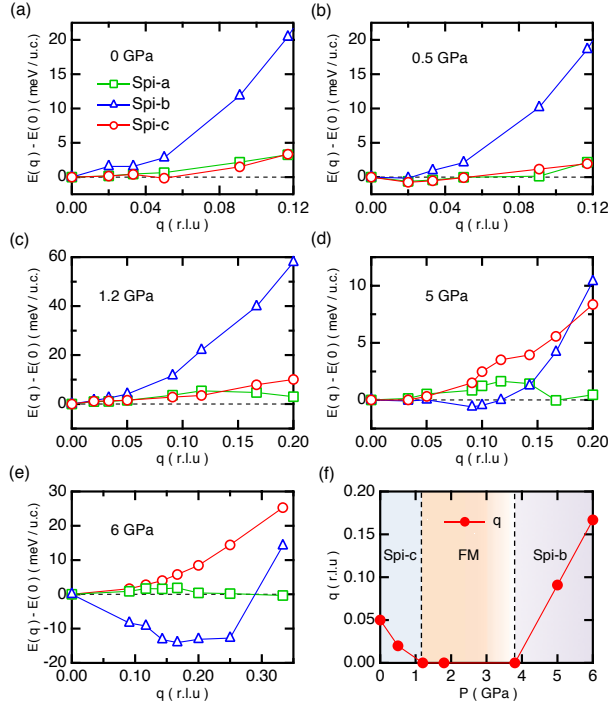 (a)
0 GPa
Spi-a
Spi-b
Spi-c
20
15
10
5
0
E( q ) - E( 0 ) ( meV / u.c.)
0.00 0.04 0.08 0.12
q ( r.l.u )
(b)
0.5 GPa
20
15
10
5
0
E( q ) - E( 0 ) ( meV / u.c.)
0.00 0.04 0.08 0.12
q ( r.l.u )
(c)
1.2 GPa
60
40
20
0
E( q ) - E( 0 ) ( meV / u.c.)
0.00 0.05 0.10 0.15 0.20
q ( r.l.u )
(d)
5 GPa
10
5
0
E( q ) - E( 0 ) ( meV / u.c.)
0.00 0.05 0.10 0.15 0.20
q ( r.l.u )
(e)
6 GPa
30
20
10
0
-10
-20
E( q ) - E( 0 ) ( meV / u.c.)
0.00 0.10 0.20 0.30
q ( r.l.u )
(f)
q
Spi-c FM Spi-b
0.20
0.15
0.10
0.05
0.00
q ( r.l.u )
0 1 2 3 4 5 6
P ( GPa )